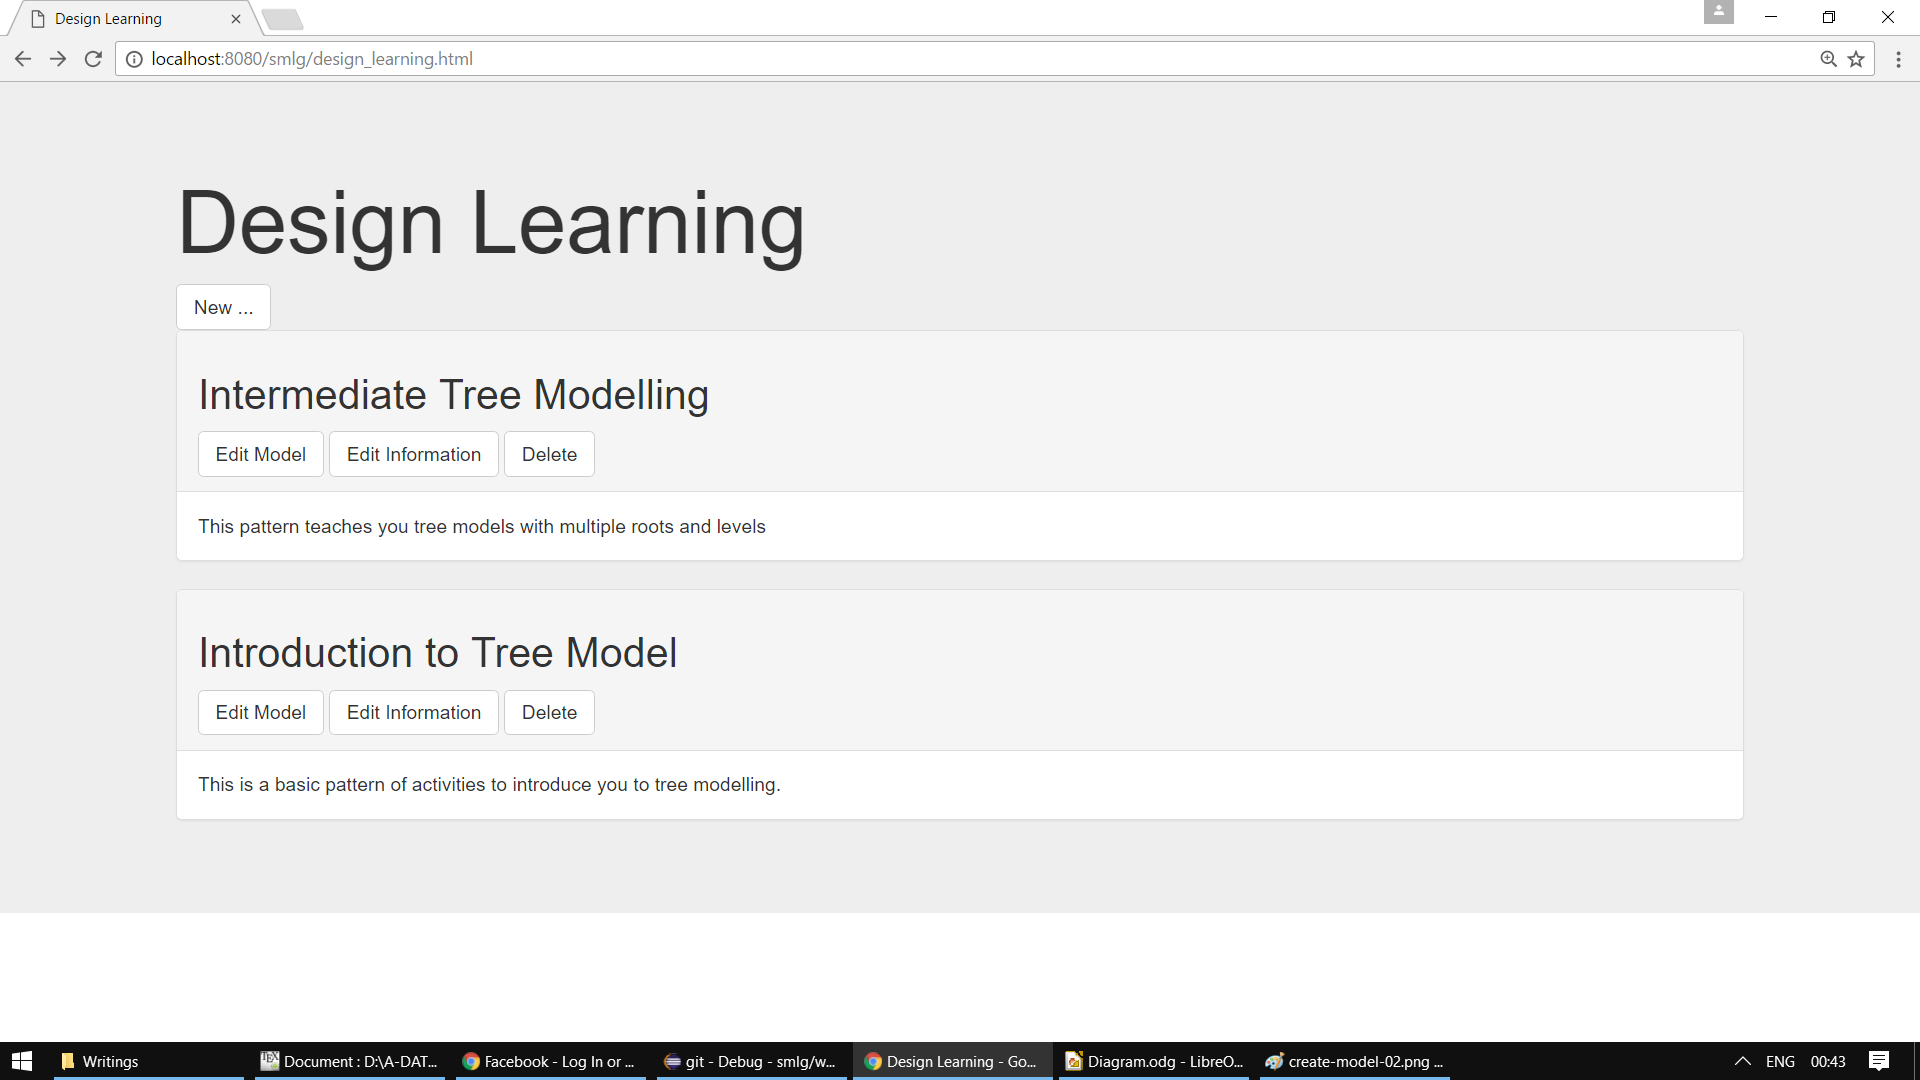 Design Learning
localhost:8080/smlg/design_learning.html
Design Learning
New ...
Intermediate Tree Modelling
Edit Model Edit Information Delete
This pattern teaches you tree models with multiple roots and levels
Introduction to Tree Model
Edit Model Edit Information Delete
This is a basic pattern of activities to introduce you to tree modelling.
Writings TEX Document : D:\A-DAT... Facebook - Log In or ... git - Debug - smlg/w... Design Learning - Go... Diagram.odg - LibreO... create-model-02.png ... ENG 00:43